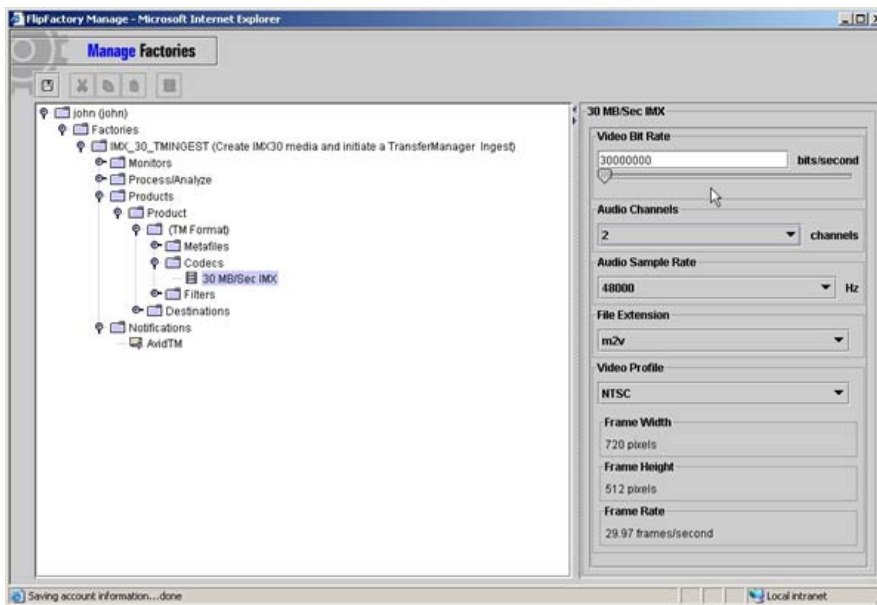 FlipFactory Manage - Microsoft Internet Explorer
Manage Factories
john (john)
Factories
IMX_30_TMINGEST (Create IMX30 media and initiate a TransferManager Ingest)
Monitors
Process/Analyze
Products
Product
(TM Format)
Metafiles
Codecs
30 MB/Sec IMX
Filters
Destinations
Notifications
AvidTM
30 MB/Sec IMX
Video Bit Rate
30000000 bits/second
Audio Channels
2 channels
Audio Sample Rate
48000 Hz
File Extension
m2v
Video Profile
NTSC
Frame Width
720 pixels
Frame Height
512 pixels
Frame Rate
29.97 frames/second
Saving account information...done
Local intranet